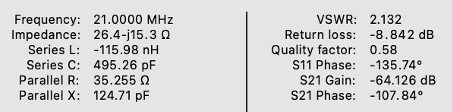 Frequency: 21.0000 MHz
Impedance: 26.4-j15.3 Ω
Series L: -115.98 nH
Series C: 495.26 pF
Parallel R: 35.255 Ω
Parallel X: 124.71 pF
VSWR: 2.132
Return loss: -8.842 dB
Quality factor: 0.58
S11 Phase: -135.74°
S21 Gain: -64.126 dB
S21 Phase: -107.84°